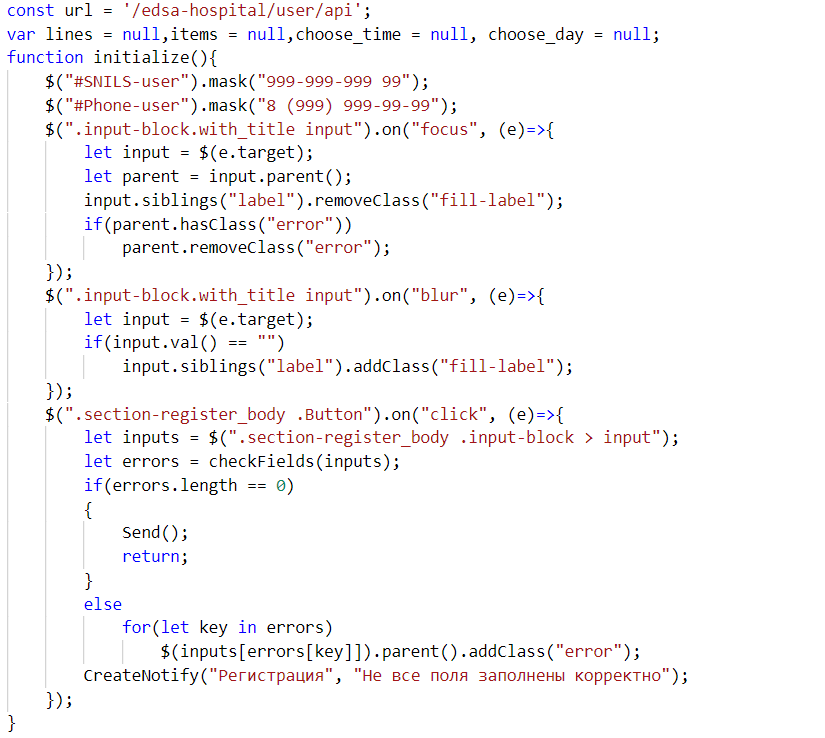 const url = '/edsa-hospital/user/api';
var lines = null,items = null,choose_time = null, choose_day = null;
function initialize(){
    $("#SNILS-user").mask("999-999-999 99");
    $("#Phone-user").mask("8 (999) 999-99-99");
    $(".input-block.with_title input").on("focus", (e)=>{
        let input = $(e.target);
        let parent = input.parent();
        input.siblings("label").removeClass("fill-label");
        if(parent.hasClass("error"))
            parent.removeClass("error");
    });
    $(".input-block.with_title input").on("blur", (e)=>{
        let input = $(e.target);
        if(input.val() == "")
            input.siblings("label").addClass("fill-label");
    });
    $(".section-register_body .Button").on("click", (e)=>{
        let inputs = $(".section-register_body .input-block > input");
        let errors = checkFields(inputs);
        if(errors.length == 0)
        {
            Send();
            return;
        }
        else
            for(let key in errors)
                $(inputs[errors[key]]).parent().addClass("error");
        CreateNotify("Регистрация", "Не все поля заполнены корректно");
    });
}